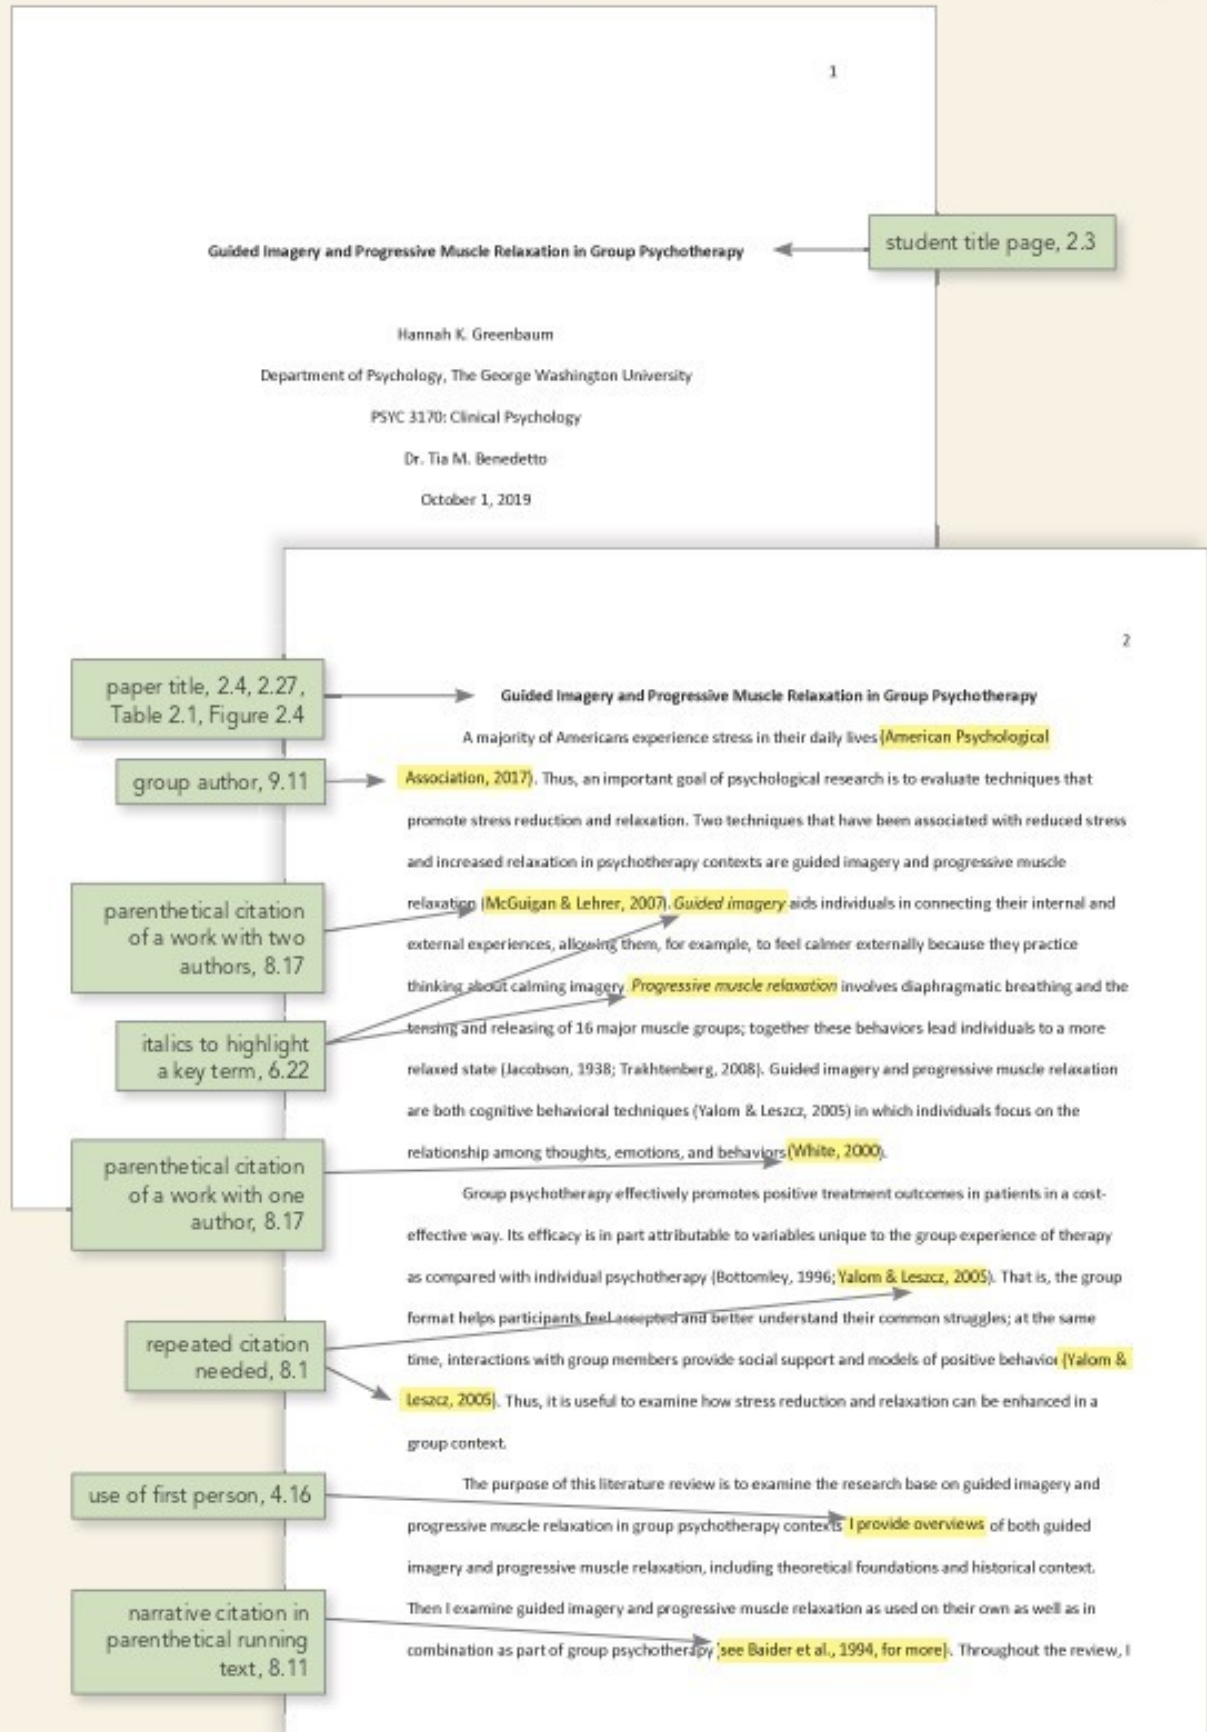 1
Guided Imagery and Progressive Muscle Relaxation in Group Psychotherapy
student title page, 2.3
Hannah K. Greenbaum
Department of Psychology, The George Washington University
PSYC 3170: Clinical Psychology
Dr. Tia M. Benedetto
October 1, 2019
2
paper title, 2.4, 2.27,
Table 2.1, Figure 2.4
Guided Imagery and Progressive Muscle Relaxation in Group Psychotherapy
A majority of Americans experience stress in their daily lives (American Psychological
group author, 9.11
Association, 2017). Thus, an important goal of psychological research is to evaluate techniques that
promote stress reduction and relaxation. Two techniques that have been associated with reduced stress
and increased relaxation in psychotherapy contexts are guided imagery and progressive muscle
parenthetical citation
of a work with two
authors, 8.17
relaxation (McGuigan & Lehrer, 2007). Guided imagery aids individuals in connecting their internal and
external experiences, allowing them, for example, to feel calmer externally because they practice
thinking about calming imagery. Progressive muscle relaxation involves diaphragmatic breathing and the
italics to highlight
a key term, 6.22
tensing and releasing of 16 major muscle groups; together these behaviors lead individuals to a more
relaxed state (Jacobson, 1938; Trakhtenberg, 2008). Guided imagery and progressive muscle relaxation
are both cognitive behavioral techniques (Yalom & Leszcz, 2005) in which individuals focus on the
parenthetical citation
of a work with one
author, 8.17
relationship among thoughts, emotions, and behaviors (White, 2000).
Group psychotherapy effectively promotes positive treatment outcomes in patients in a cost-
effective way. Its efficacy is in part attributable to variables unique to the group experience of therapy
as compared with individual psychotherapy (Bottomley, 1996; Yalom & Leszcz, 2005). That is, the group
format helps participants feel accepted and better understand their common struggles; at the same
repeated citation
needed, 8.1
time, interactions with group members provide social support and models of positive behavior (Yalom &
Leszcz, 2005). Thus, it is useful to examine how stress reduction and relaxation can be enhanced in a
group context.
The purpose of this literature review is to examine the research base on guided imagery and
use of first person, 4.16
progressive muscle relaxation in group psychotherapy contexts. I provide overviews of both guided
imagery and progressive muscle relaxation, including theoretical foundations and historical context.
Then I examine guided imagery and progressive muscle relaxation as used on their own as well as in
narrative citation in
parenthetical running
text, 8.11
combination as part of group psychotherapy (see Baider et al., 1994, for more). Throughout the review, I